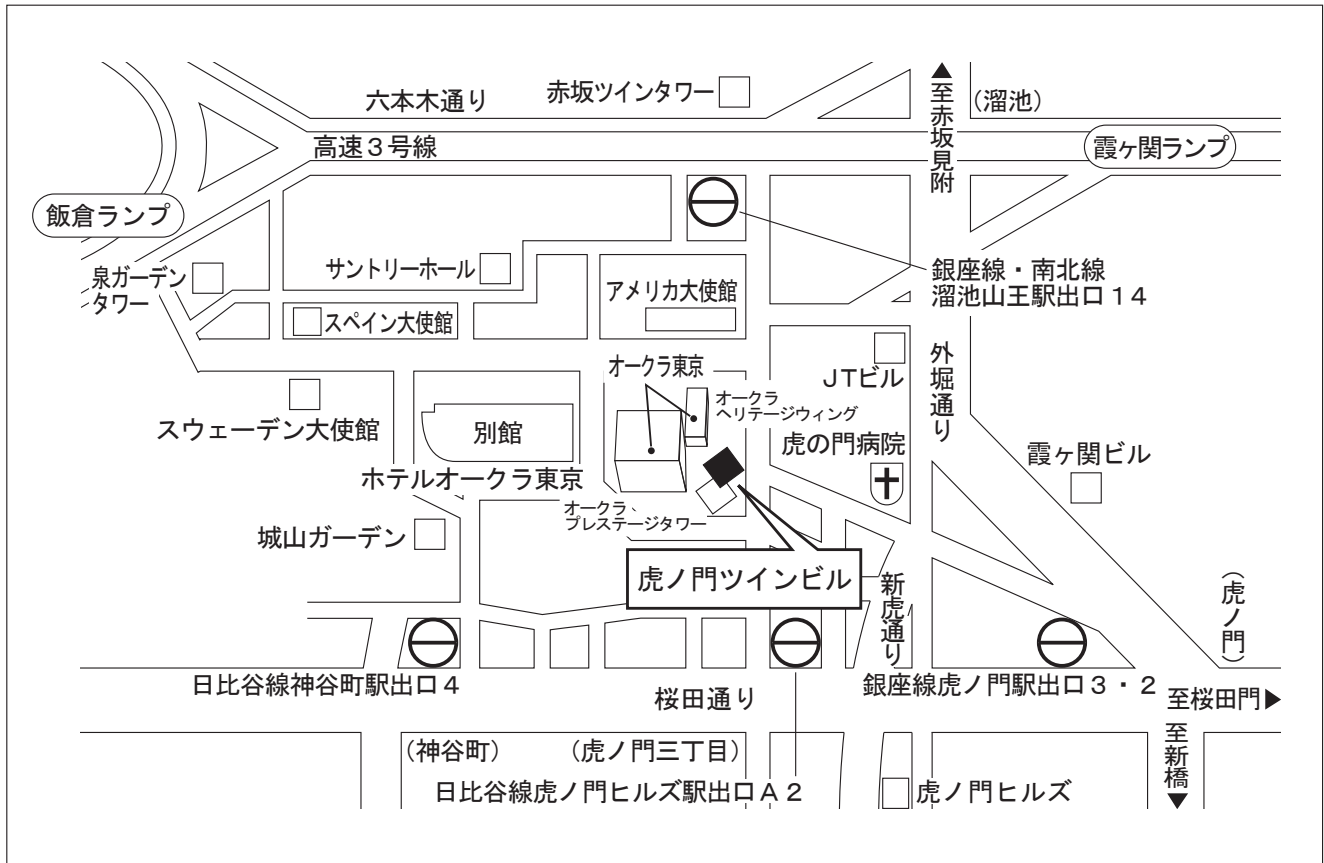 六本木通り
赤坂ツインタワー
▲至赤坂見附
(溜池)
高速3号線
霞ヶ関ランプ
飯倉ランプ
泉ガーデン
タワー
サントリーホール
アメリカ大使館
銀座線・南北線
溜池山王駅出口14
スペイン大使館
JTビル
外堀通り
オークラ東京
オークラ
ヘリテージウィング
スウェーデン大使館
別館
ホテルオークラ東京
虎の門病院
霞ヶ関ビル
オークラ
プレステージタワー
城山ガーデン
虎ノ門ツインビル
新虎通り
(虎ノ門)
日比谷線神谷町駅出口4
桜田通り
銀座線虎ノ門駅出口3・2
至桜田門▶
至新橋▼
(神谷町)
(虎ノ門三丁目)
日比谷線虎ノ門ヒルズ駅出口A2
虎ノ門ヒルズ